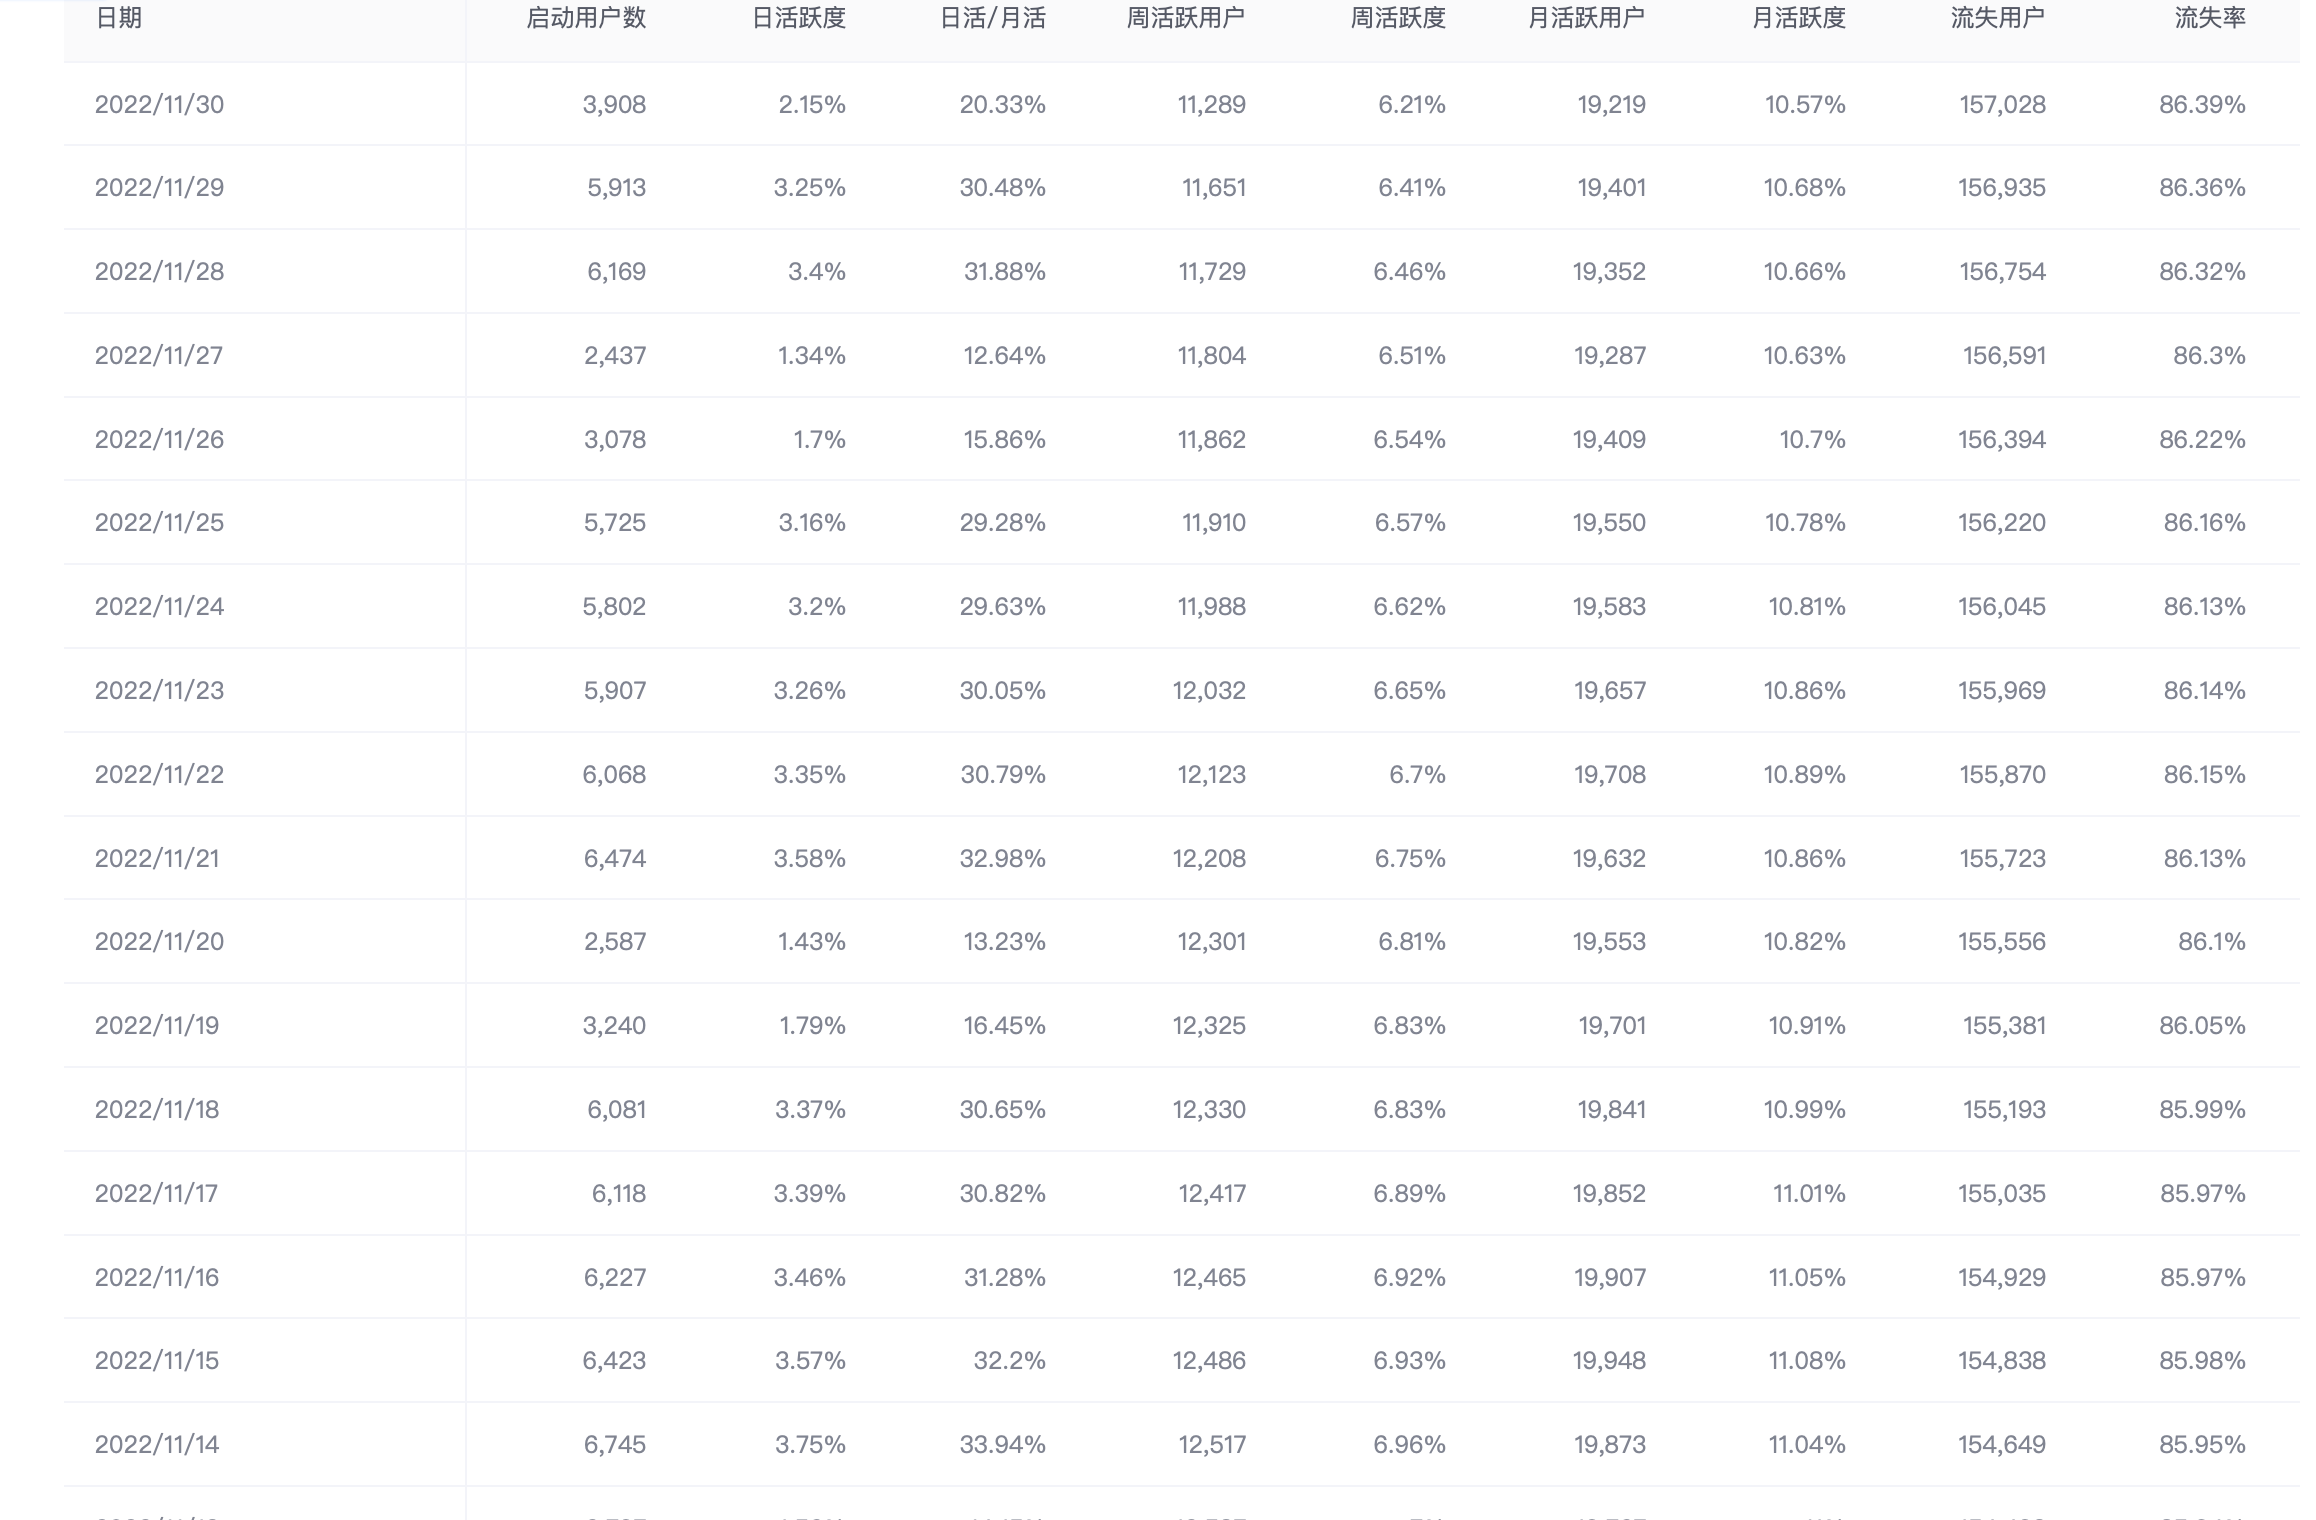 日期 启动用户数 日活跃度 日活/月活 周活跃用户 周活跃度 月活跃用户 月活跃度 流失用户 流失率
2022/11/30 3,908 2.15% 20.33% 11,289 6.21% 19,219 10.57% 157,028 86.39%
2022/11/29 5,913 3.25% 30.48% 11,651 6.41% 19,401 10.68% 156,935 86.36%
2022/11/28 6,169 3.4% 31.88% 11,729 6.46% 19,352 10.66% 156,754 86.32%
2022/11/27 2,437 1.34% 12.64% 11,804 6.51% 19,287 10.63% 156,591 86.3%
2022/11/26 3,078 1.7% 15.86% 11,862 6.54% 19,409 10.7% 156,394 86.22%
2022/11/25 5,725 3.16% 29.28% 11,910 6.57% 19,550 10.78% 156,220 86.16%
2022/11/24 5,802 3.2% 29.63% 11,988 6.62% 19,583 10.81% 156,045 86.13%
2022/11/23 5,907 3.26% 30.05% 12,032 6.65% 19,657 10.86% 155,969 86.14%
2022/11/22 6,068 3.35% 30.79% 12,123 6.7% 19,708 10.89% 155,870 86.15%
2022/11/21 6,474 3.58% 32.98% 12,208 6.75% 19,632 10.86% 155,723 86.13%
2022/11/20 2,587 1.43% 13.23% 12,301 6.81% 19,553 10.82% 155,556 86.1%
2022/11/19 3,240 1.79% 16.45% 12,325 6.83% 19,701 10.91% 155,381 86.05%
2022/11/18 6,081 3.37% 30.65% 12,330 6.83% 19,841 10.99% 155,193 85.99%
2022/11/17 6,118 3.39% 30.82% 12,417 6.89% 19,852 11.01% 155,035 85.97%
2022/11/16 6,227 3.46% 31.28% 12,465 6.92% 19,907 11.05% 154,929 85.97%
2022/11/15 6,423 3.57% 32.2% 12,486 6.93% 19,948 11.08% 154,838 85.98%
2022/11/14 6,745 3.75% 33.94% 12,517 6.96% 19,873 11.04% 154,649 85.95%